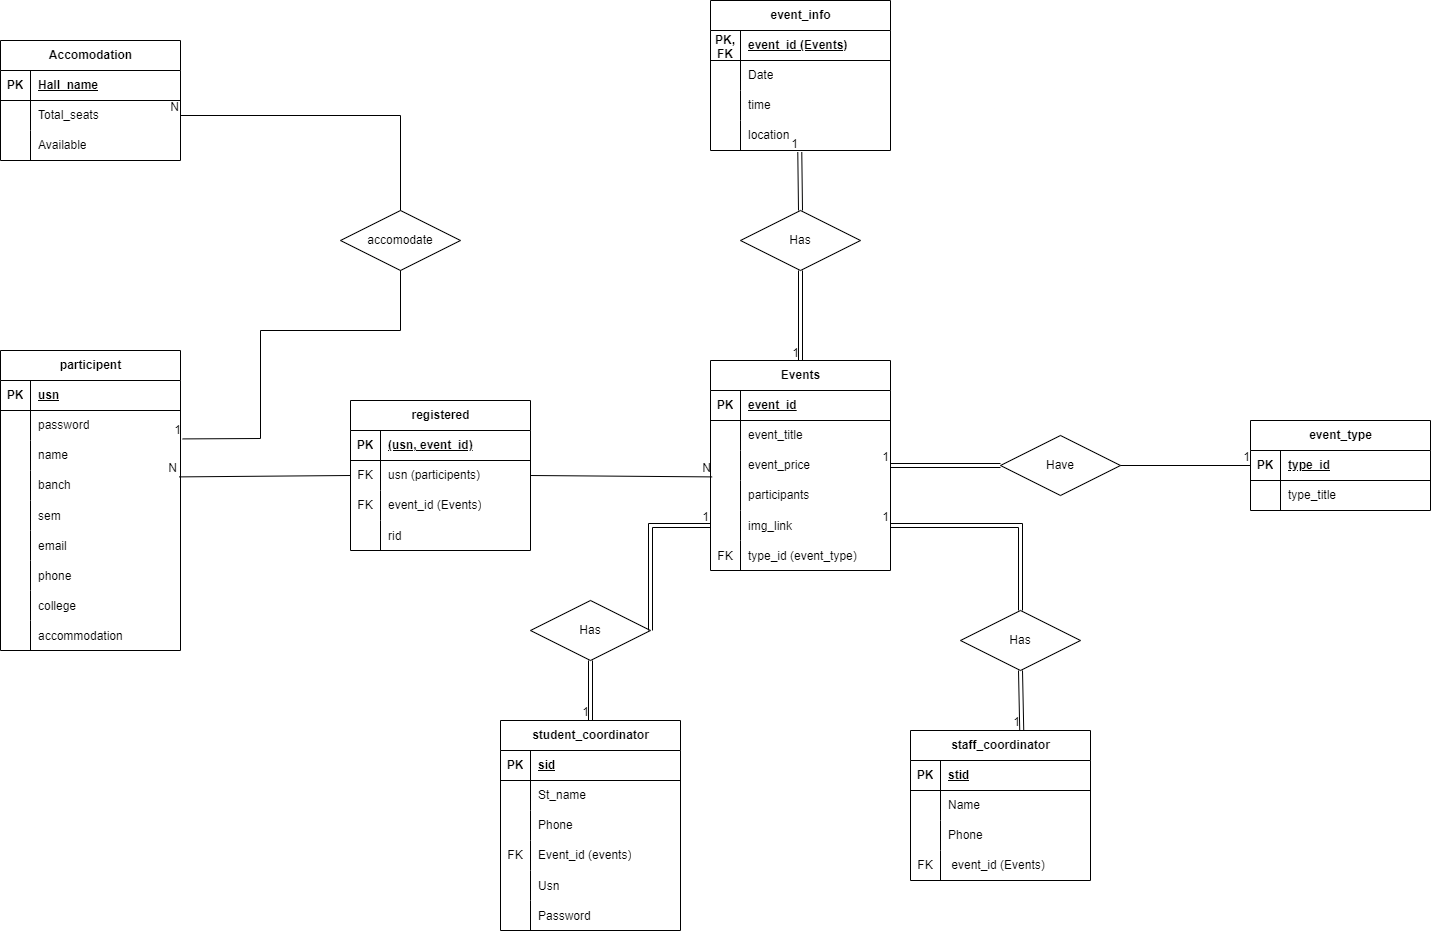 event_info
PK,
FK
event_id (Events)
Date
time
location
1
Accomodation
PK Hall_name
N
Total_seats
Available
accomodate
Has
1
participent
PK usn
password
1
name
N
banch
sem
email
phone
college
accommodation
registered
PK (usn, event_id)
FK usn (participents)
FK event_id (Events)
rid
Events
PK event_id
event_title
event_price
1
N
participants
1
1
img_link
FK type_id (event_type)
Have
1
event_type
PK type_id
type_title
Has
1
student_coordinator
PK sid
St_name
Phone
FK Event_id (events)
Usn
Password
Has
1
staff_coordinator
PK stid
Name
Phone
FK event_id (Events)